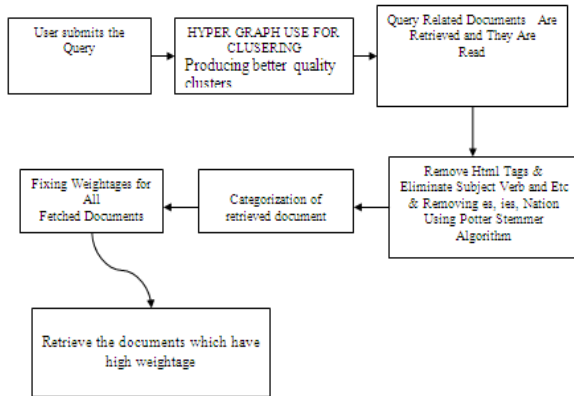 User submits the
Query
HYPER GRAPH USE FOR
CLUSERING
Producing better quality
clusters
Query Related Documents Are
Retrieved and They Are
Read
Remove Html Tags &
Eliminate Subject Verb and Etc
& Removing es, ies, Nation
Using Potter Stemmer
Algorithm
Categorization of
retrieved document
Fixing Weightages for
All
Fetched Documents
Retrieve the documents which have
high weightage